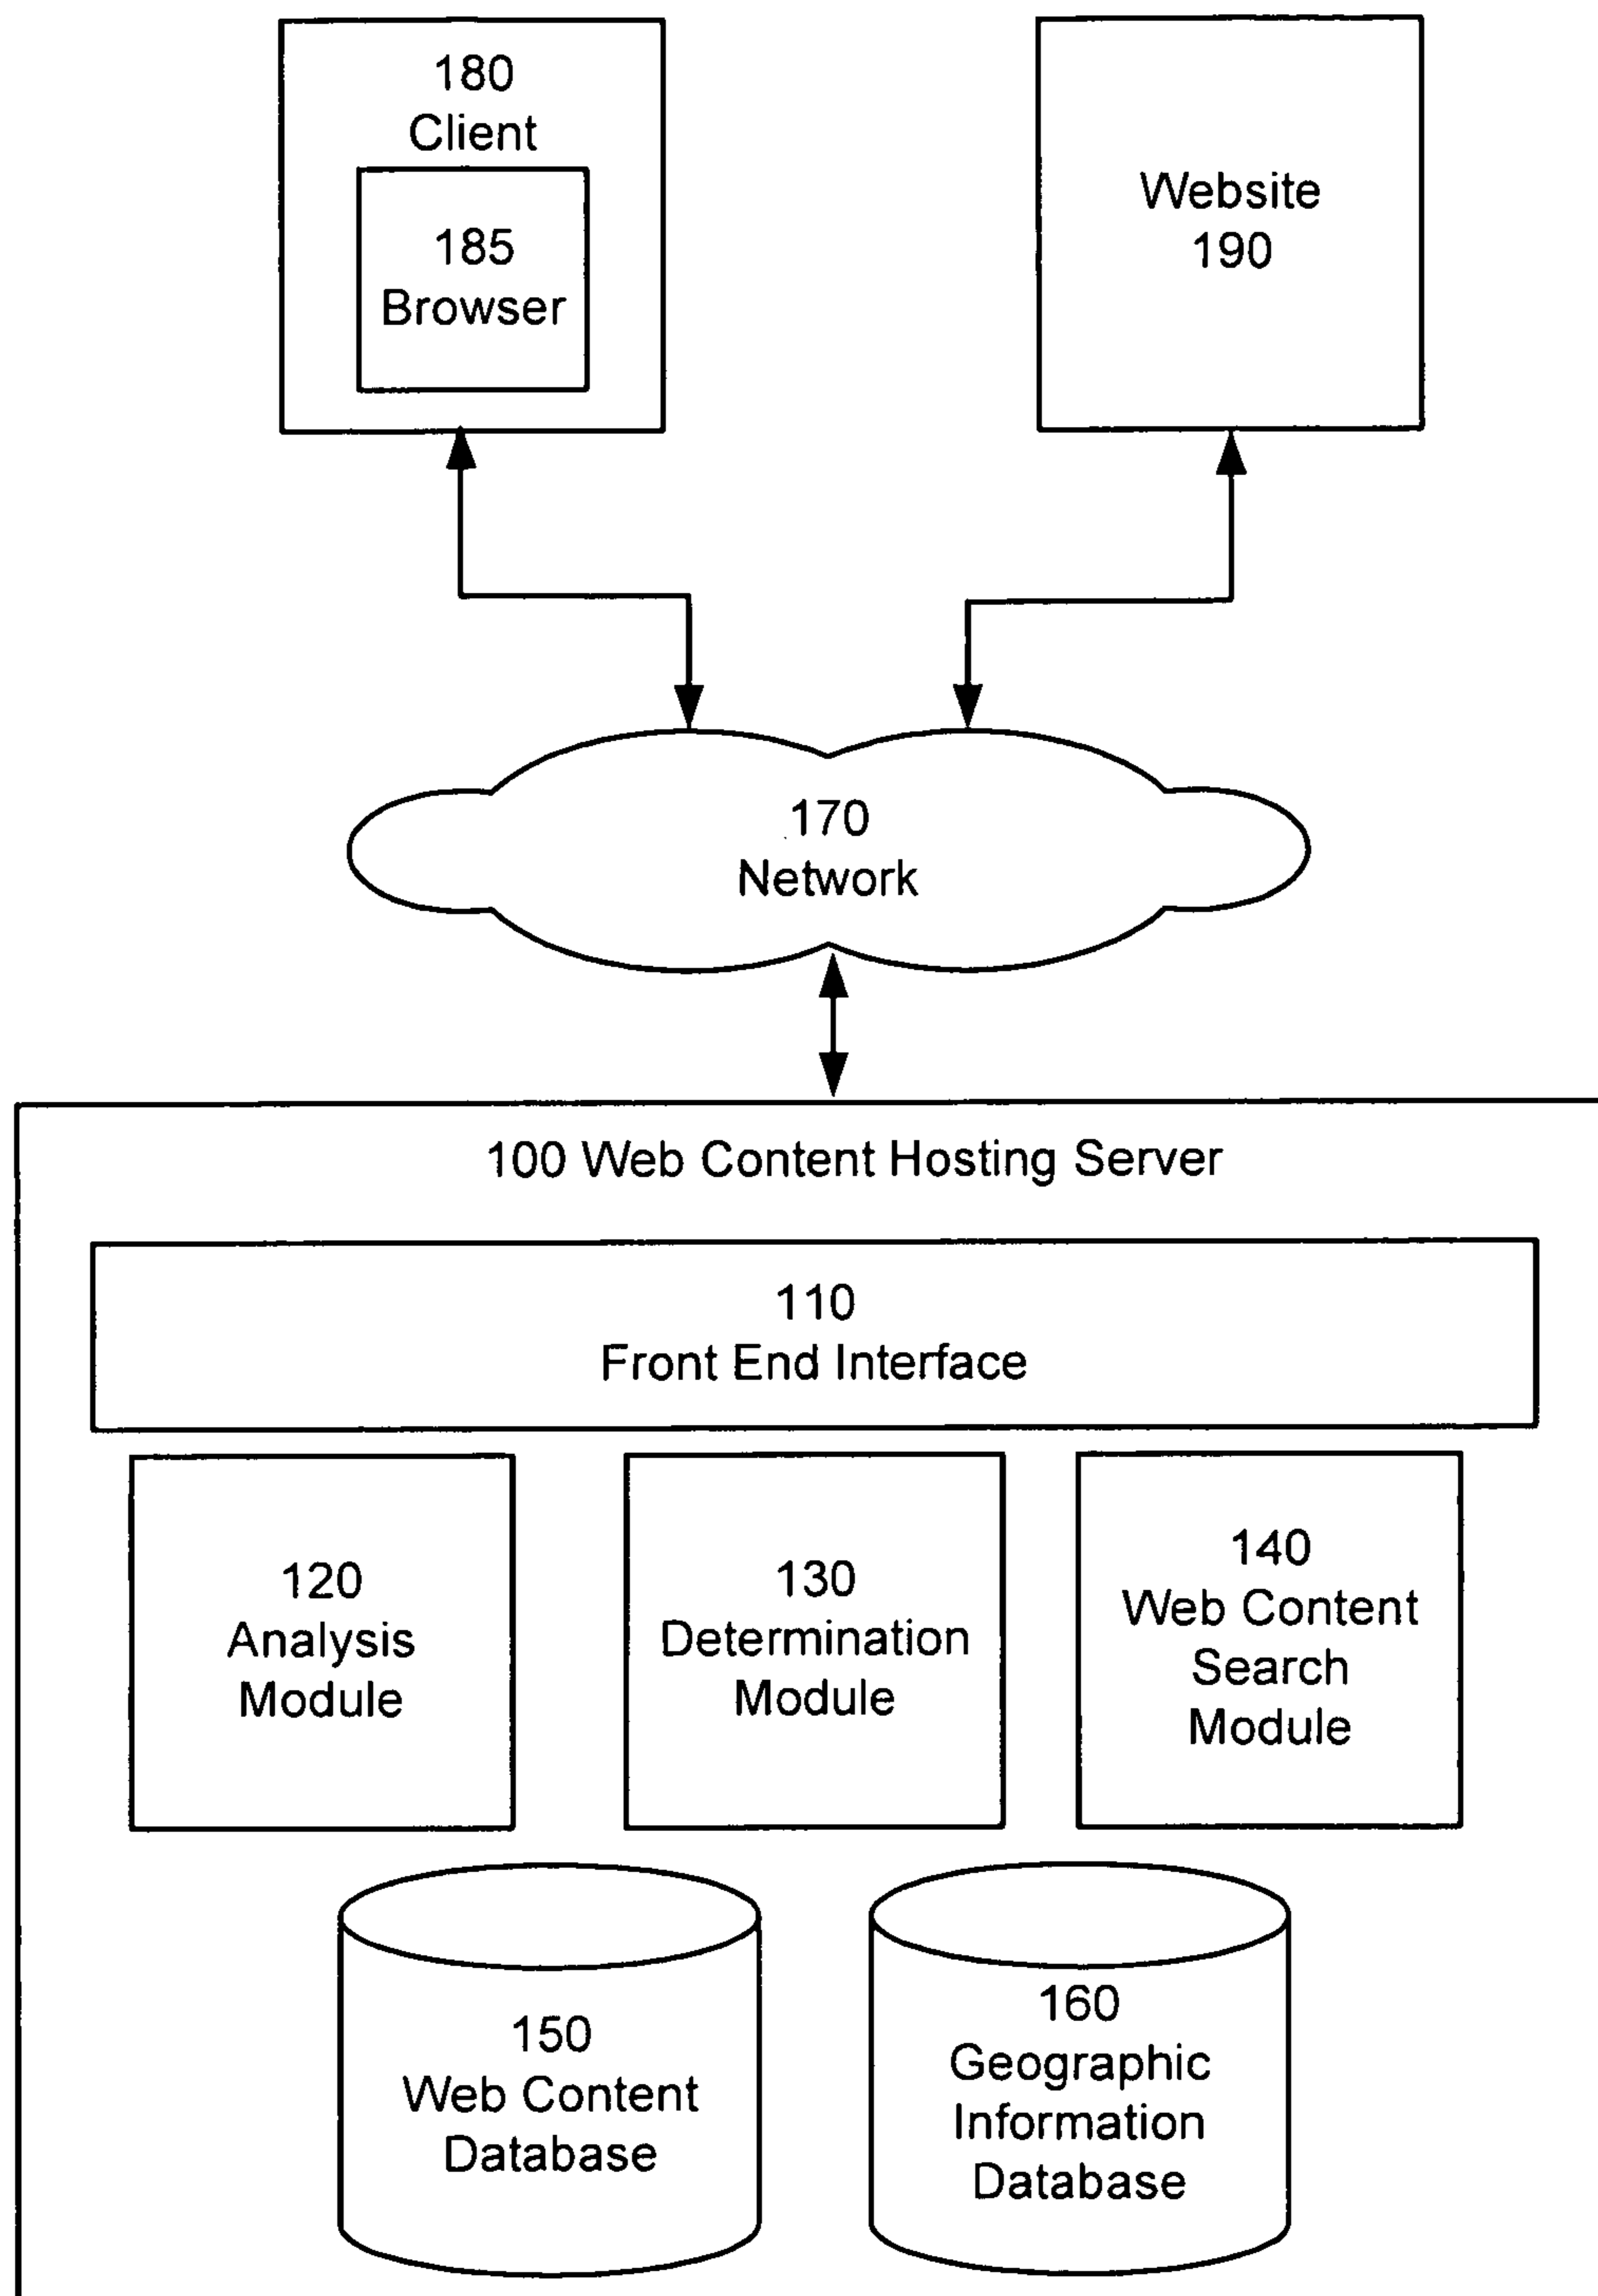 180
Client
185
Browser
Website
190
170
Network
100 Web Content Hosting Server
110
Front End Interface
120
Analysis
Module
130
Determination
Module
140
Web Content
Search
Module
150
Web Content
Database
160
Geographic
Information
Database